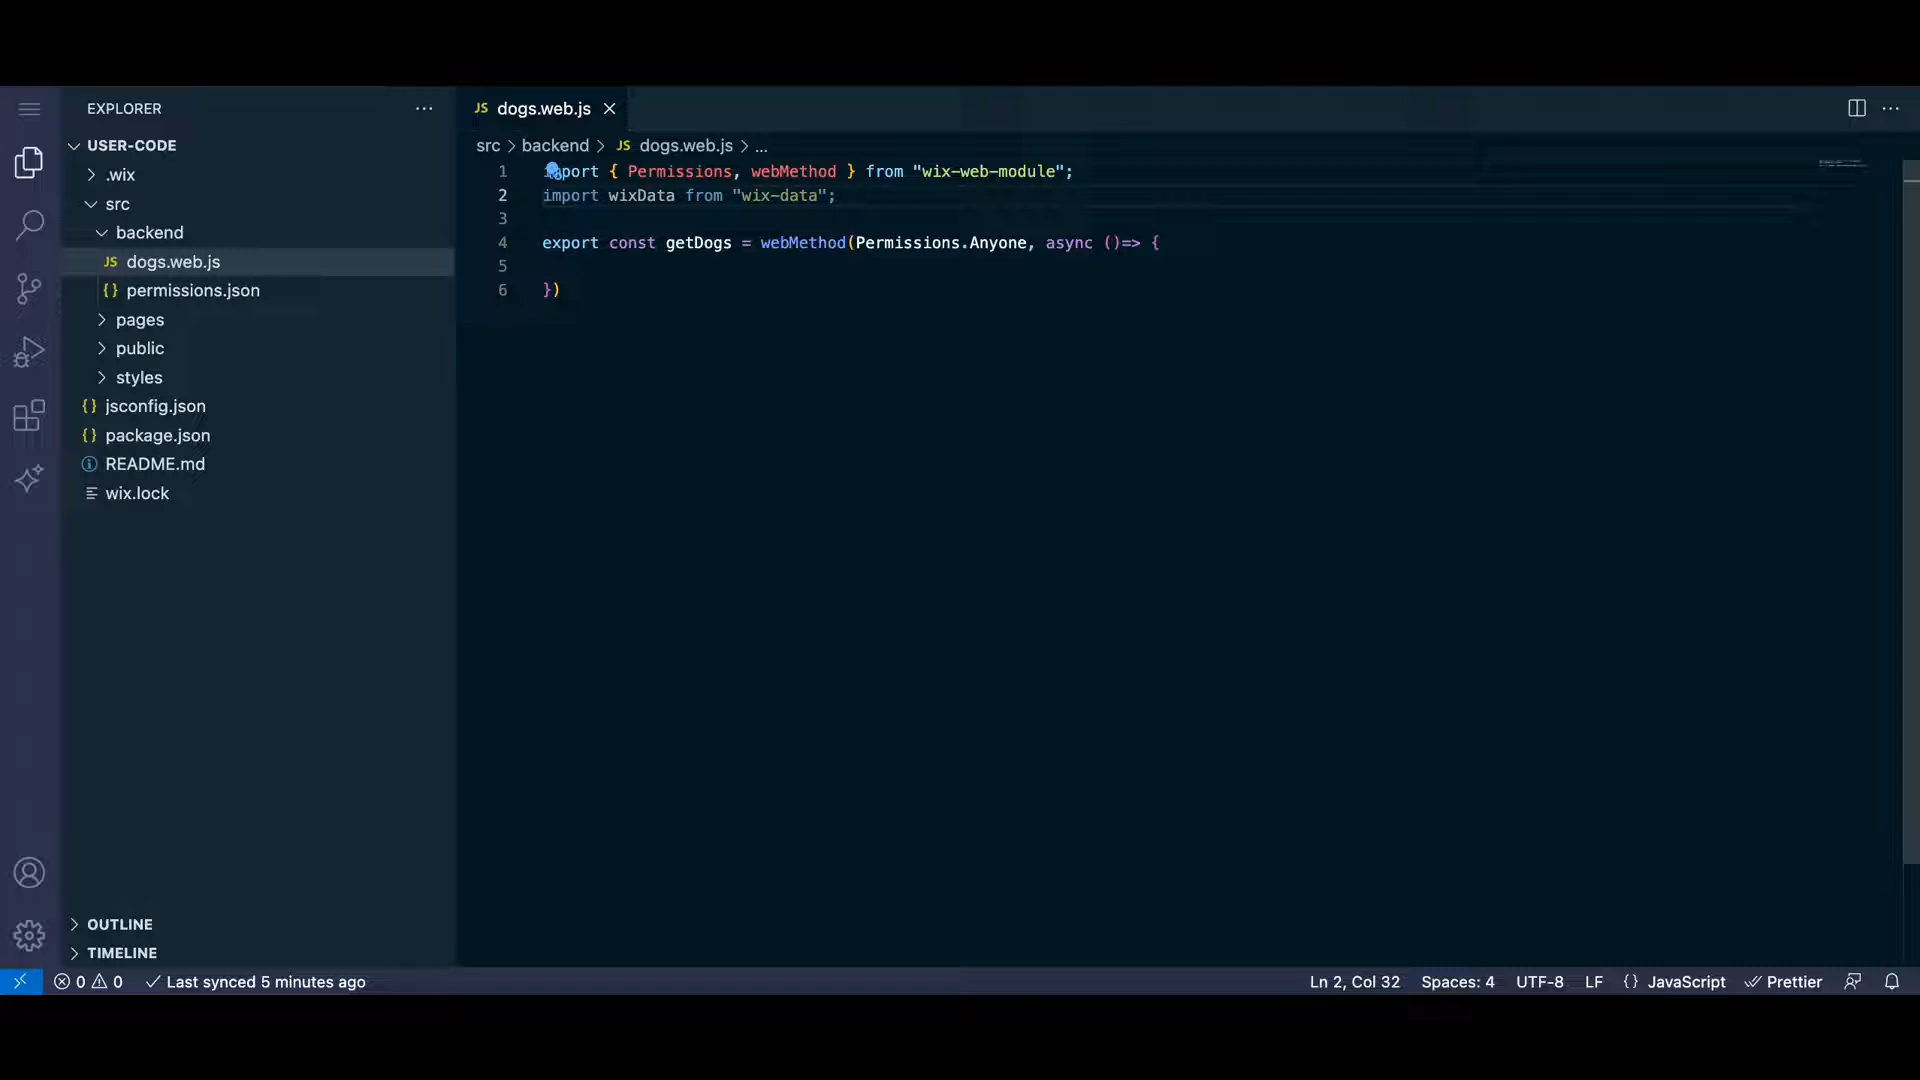 EXPLORER
USER-CODE
.wix
src
backend
JS dogs.web.js
{} permissions.json
pages
public
styles
{} jsconfig.json
{} package.json
README.md
wix.lock
OUTLINE
TIMELINE
JS dogs.web.js
src > backend > JS dogs.web.js > ...
1 import { Permissions, webMethod } from "wix-web-module";
2 import wixData from "wix-data";
3
4 export const getDogs = webMethod(Permissions.Anyone, async ()=> {
5
6 })
0 0 Last synced 5 minutes ago Ln 2, Col 32 Spaces: 4 UTF-8 LF {} JavaScript Prettier